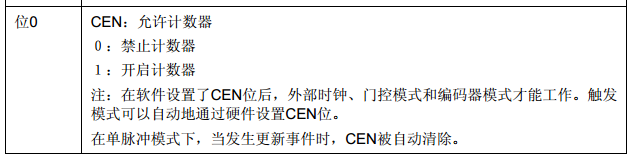 位0
CEN：允许计数器
0：禁止计数器
1：开启计数器
注：在软件设置了CEN位后，外部时钟、门控模式和编码器模式才能工作。触发
模式可以自动地通过硬件设置CEN位。
在单脉冲模式下，当发生更新事件时，CEN被自动清除。